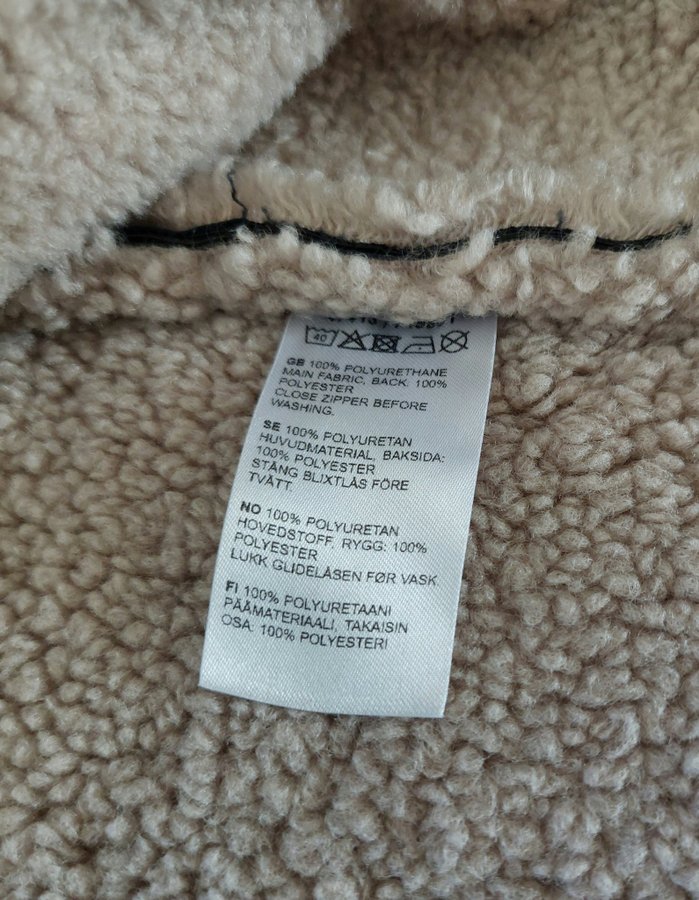 40
GB 100% POLYURETHANE
MAIN FABRIC, BACK: 100%
POLYESTER
CLOSE ZIPPER BEFORE
WASHING.
SE 100% POLYURETAN
HUVUDMATERIAL, BAKSIDA:
100% POLYESTER
STÄNG BLIXTLÅS FÖRE
TVÄTT.
NO 100% POLYURETAN
HOVEDSTOFF, RYGG: 100%
POLYESTER
LUKK GLIDELÅSEN FØR VASK.
FI 100% POLYURETAANI
PÄÄMATERIAALI, TAKAISIN
OSA: 100% POLYESTERI